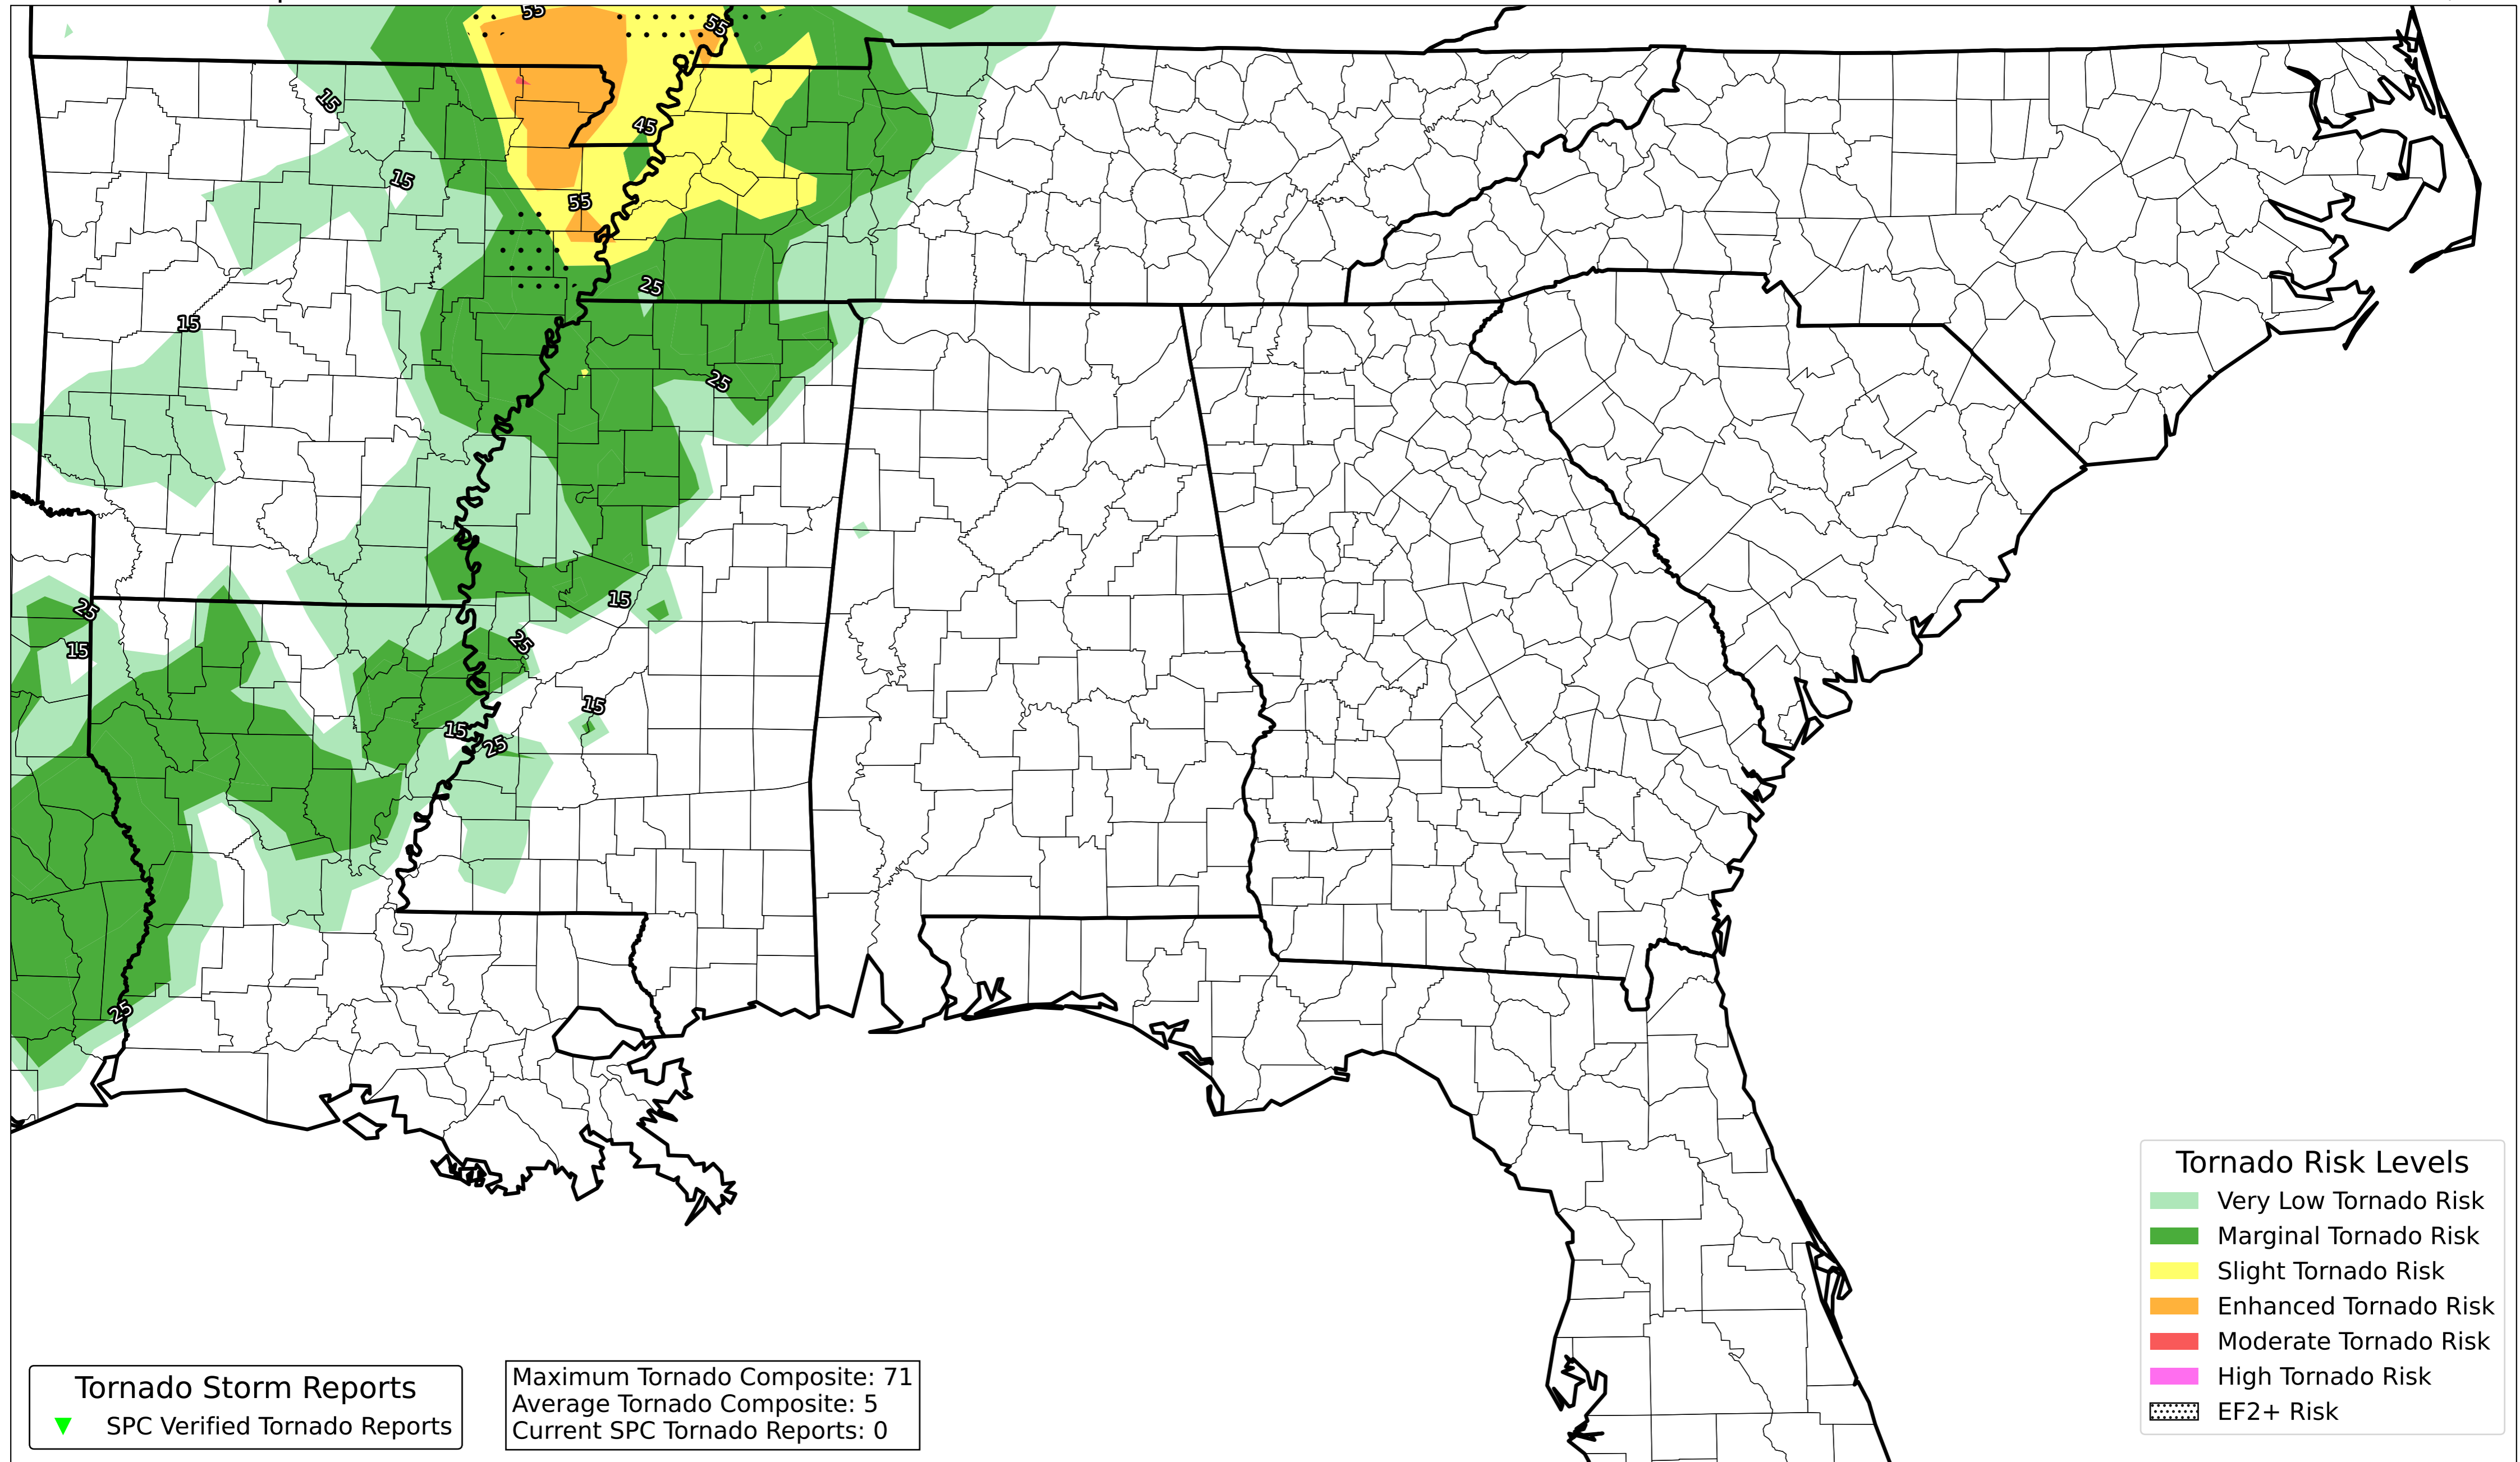 55
55
15
45
15
55
25
15
25
25
15
15
25
15
15
25
25
Tornado Risk Levels
Very Low Tornado Risk
Marginal Tornado Risk
Slight Tornado Risk
Enhanced Tornado Risk
Moderate Tornado Risk
High Tornado Risk
EF2+ Risk
Tornado Storm Reports
SPC Verified Tornado Reports
Maximum Tornado Composite: 71
Average Tornado Composite: 5
Current SPC Tornado Reports: 0